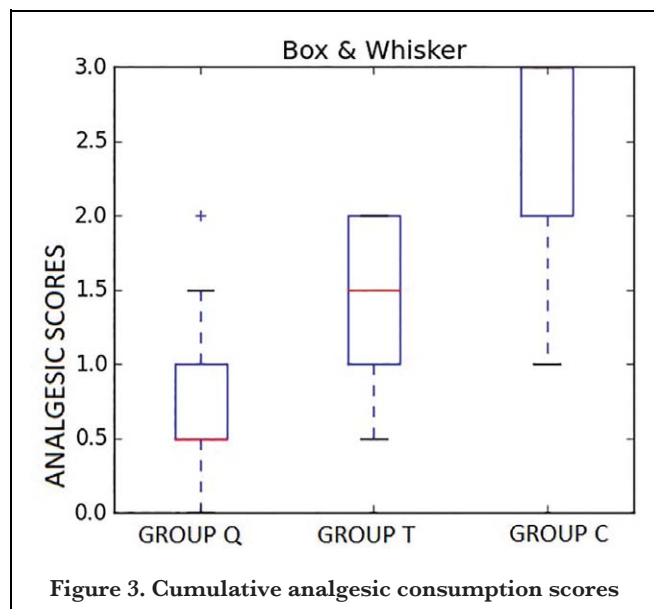 Box & Whisker
3.0
2.5
2.0
1.5
1.0
0.5
0.0
ANALGESIC SCORES
GROUP Q GROUP T GROUP C
Figure 3. Cumulative analgesic consumption scores